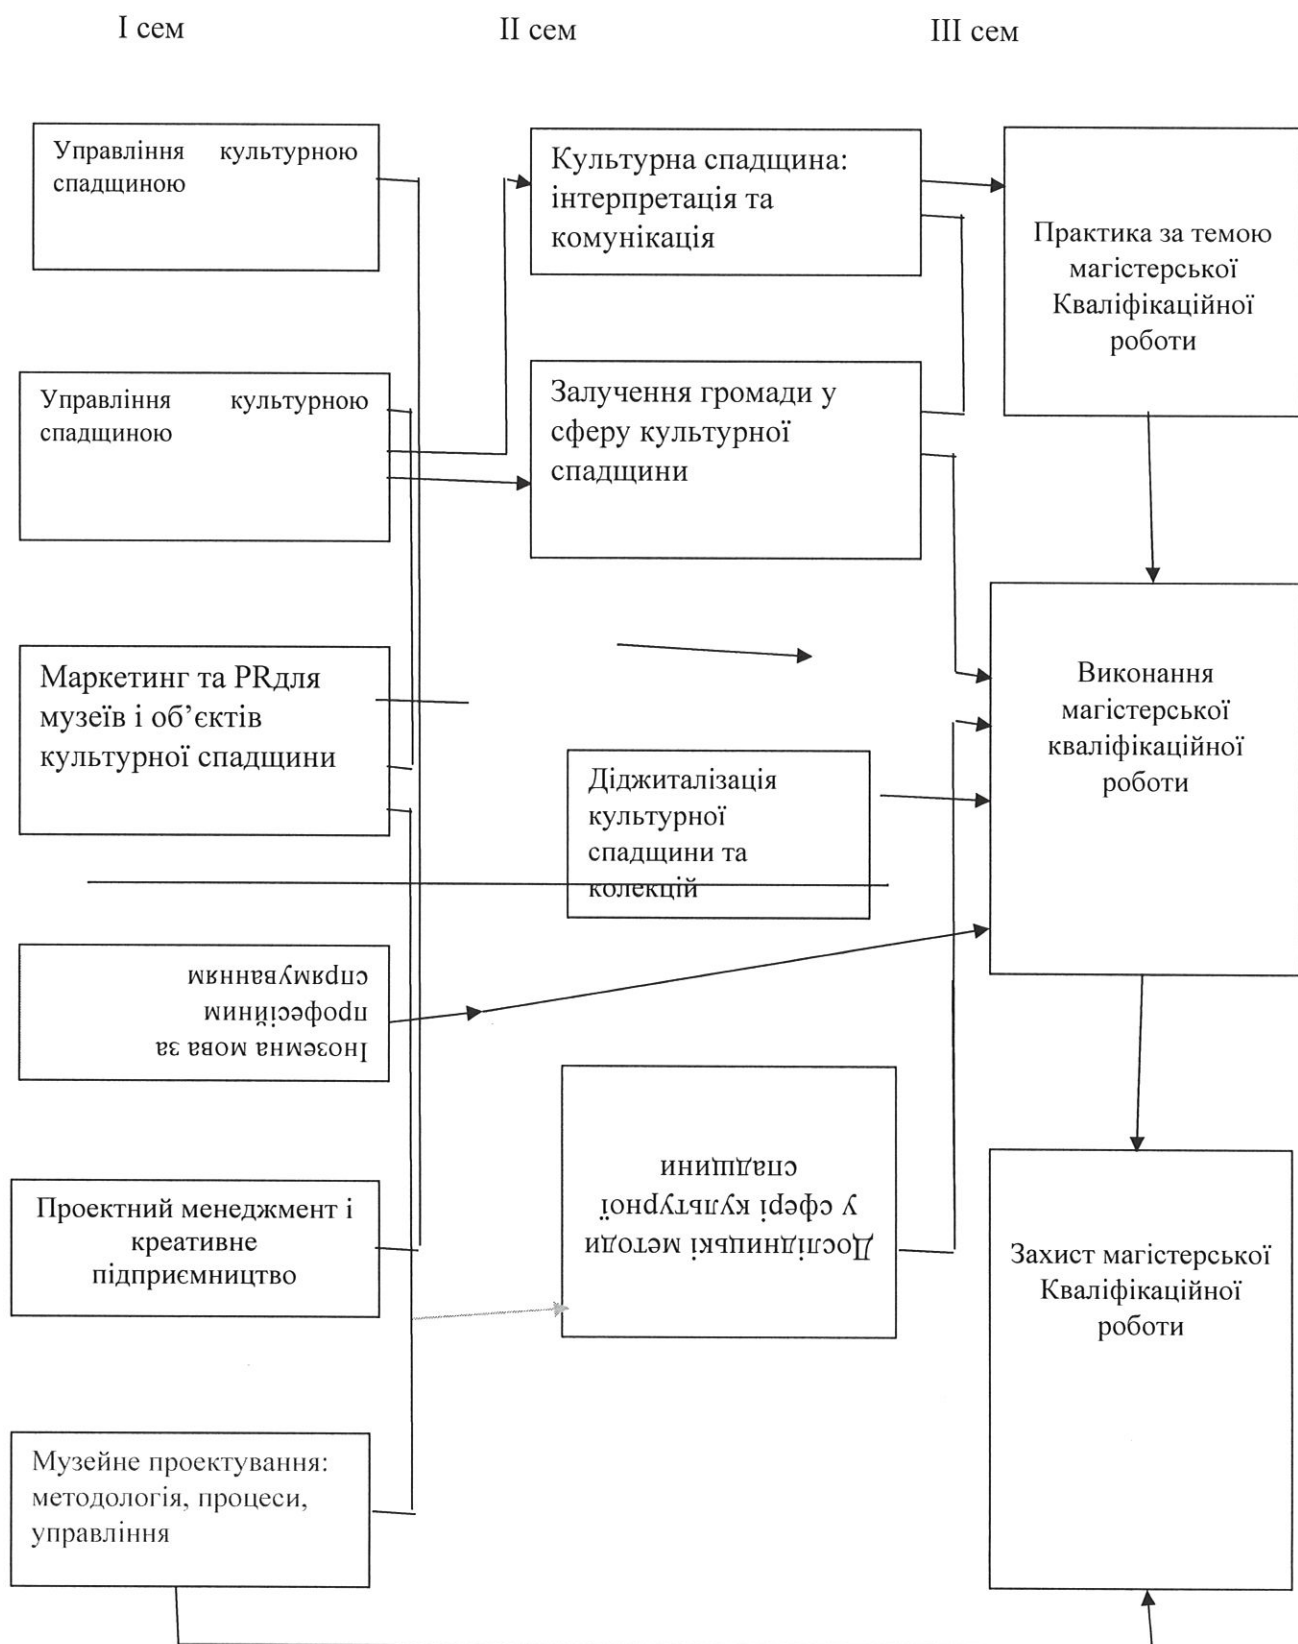 I сем
II сем
III сем
Управління культурною
спадщиною
Управління культурною
спадщиною
Маркетинг та PRдля
музеїв і об’єктів
культурної спадщини
Іноземна мова за
професійним
спрямуванням
Проектний менеджмент і
креативне
підприємництво
Музейне проектування:
методологія, процеси,
управління
Культурна спадщина:
інтерпретація та
комунікація
Залучення громади у
сферу культурної
спадщини
Діджиталізація
культурної
спадщини та
колекцій
Дослідницькі методи
у сфері культурної
спадщини
Практика за темою
магістерської
Кваліфікаційної
роботи
Виконання
магістерської
кваліфікаційної
роботи
Захист магістерської
Кваліфікаційної
роботи